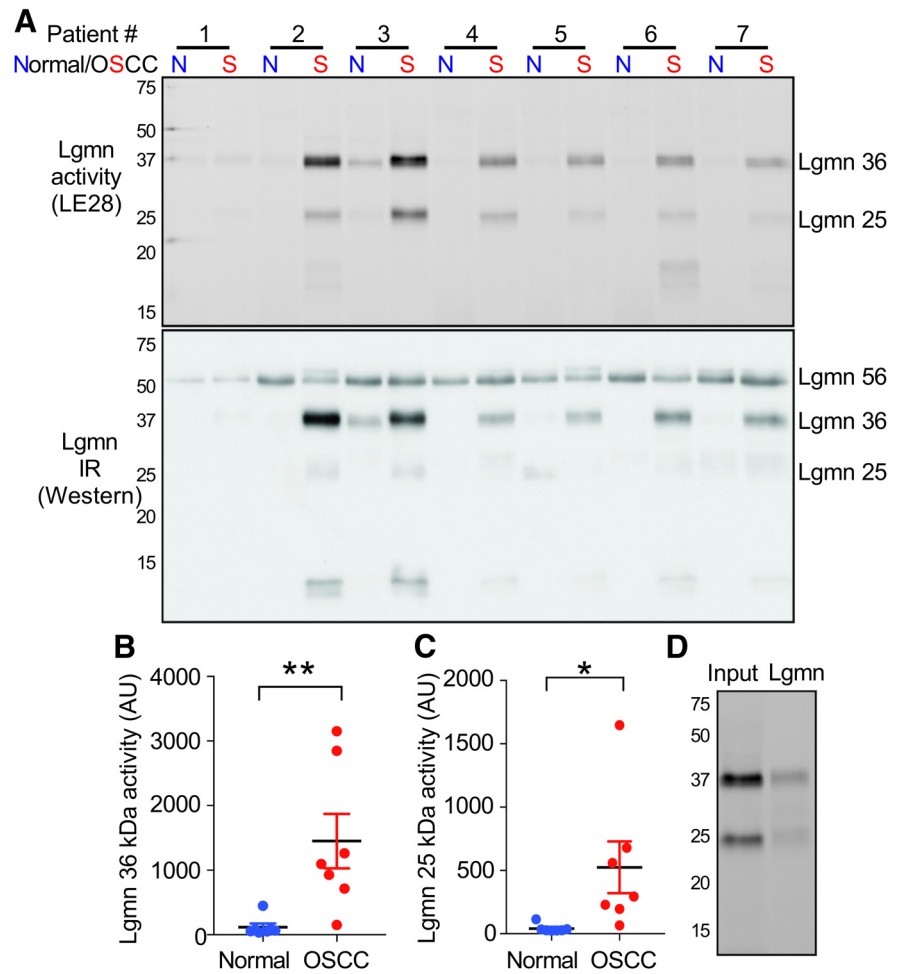 A
Patient # 1 2 3 4 5 6 7
Normal/OSCC N S N S N S N S N S N S N S
75
50
37
25
20
15
Lgmn
activity
(LE28)
Lgmn 36
Lgmn 25
75
50
37
25
20
15
Lgmn
IR
(Western)
Lgmn 56
Lgmn 36
Lgmn 25
B
Lgmn 36 kDa activity (AU)
4000
3000
2000
1000
0
**
Normal OSCC
C
Lgmn 25 kDa activity (AU)
2000
1500
1000
500
0
*
Normal OSCC
D
Input Lgmn
75
50
37
25
20
15